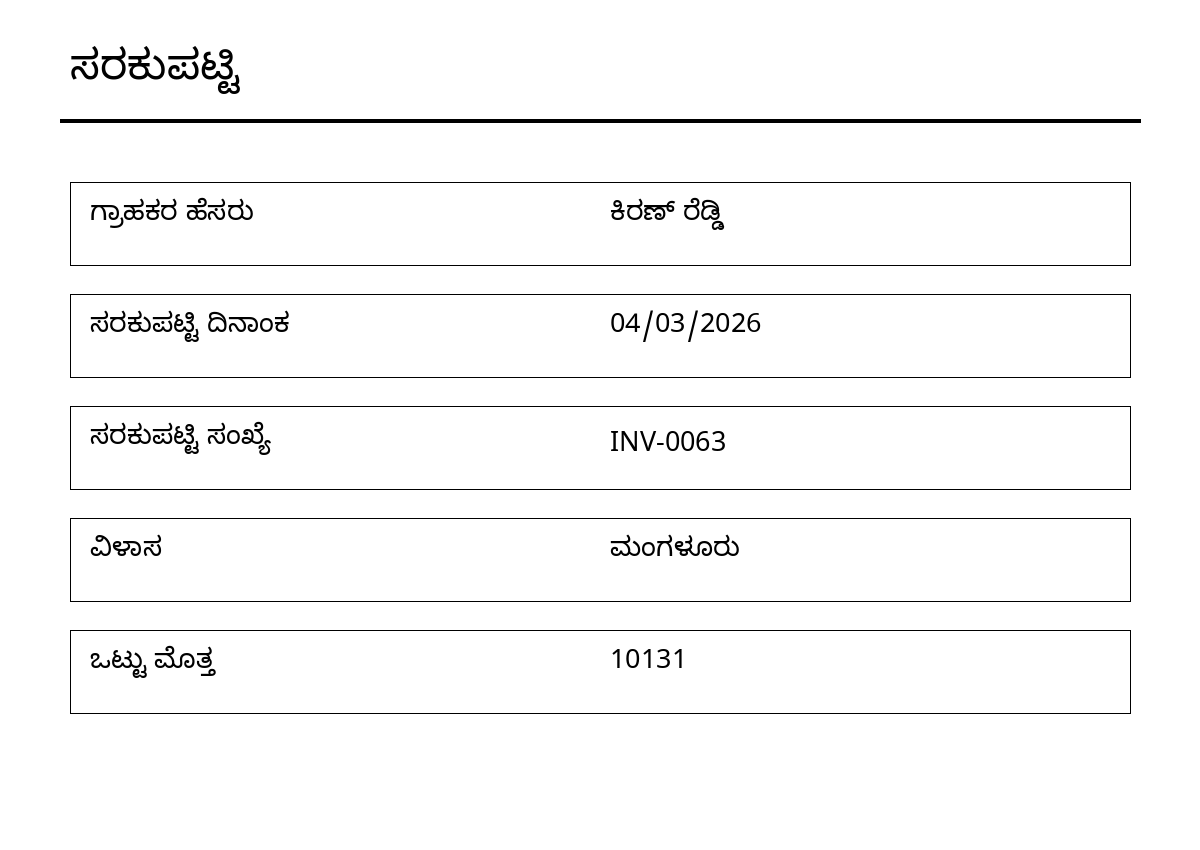 ಸರಕುಪಟ್ಟಿ
ಗ್ರಾಹಕರ ಹೆಸರು ಕಿರಣ್ ರೆಡ್ಡಿ
ಸರಕುಪಟ್ಟಿ ದಿನಾಂಕ 04/03/2026
ಸರಕುಪಟ್ಟಿ ಸಂಖ್ಯೆ INV-0063
ವಿಳಾಸ ಮಂಗಳೂರು
ಒಟ್ಟು ಮೊತ್ತ 10131